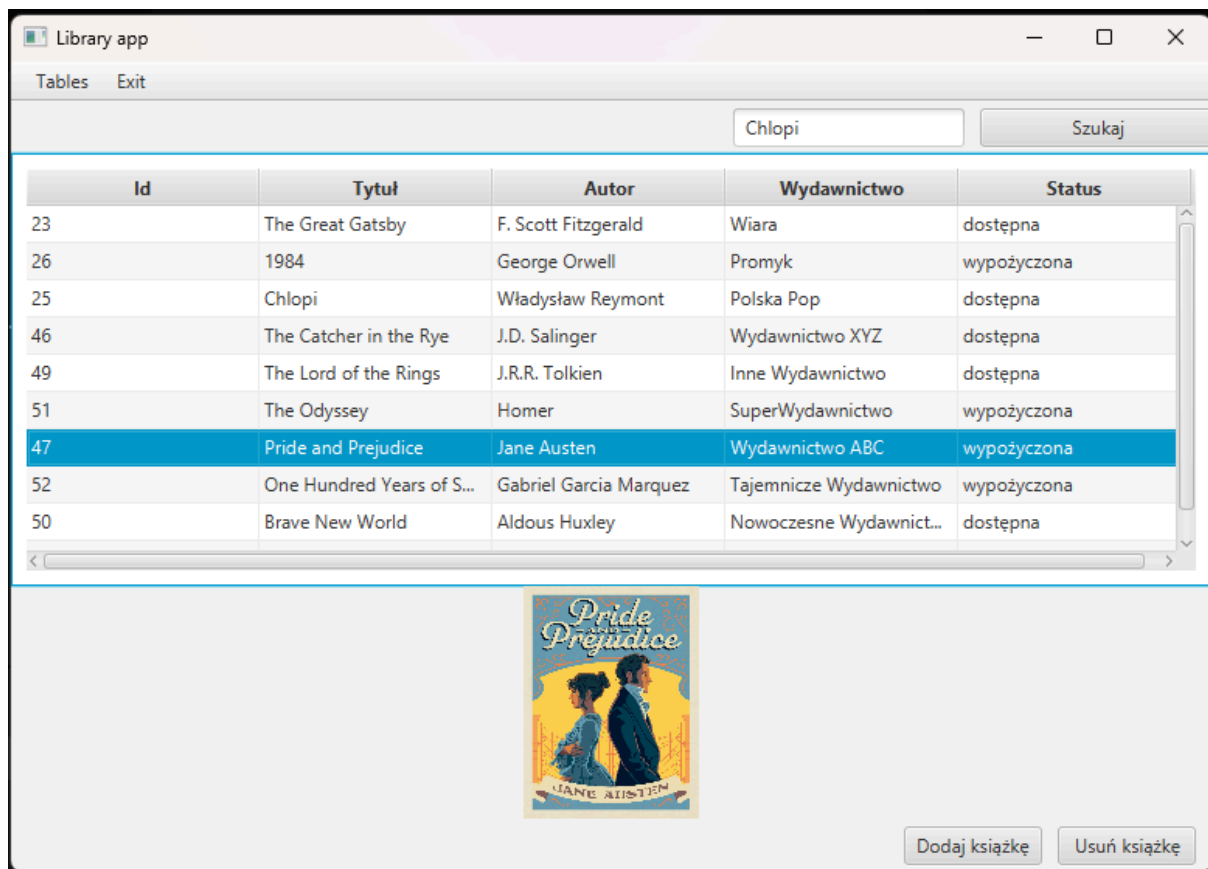 Library app
Tables Exit
Chlopi Szukaj
Id Tytuł Autor Wydawnictwo Status
23 The Great Gatsby F. Scott Fitzgerald Wiara dostępna
26 1984 George Orwell Promyk wypożyczona
25 Chlopi Władysław Reymont Polska Pop dostępna
46 The Catcher in the Rye J.D. Salinger Wydawnictwo XYZ dostępna
49 The Lord of the Rings J.R.R. Tolkien Inne Wydawnictwo dostępna
51 The Odyssey Homer SuperWydawnictwo wypożyczona
47 Pride and Prejudice Jane Austen Wydawnictwo ABC wypożyczona
52 One Hundred Years of S... Gabriel Garcia Marquez Tajemnicze Wydawnictwo wypożyczona
50 Brave New World Aldous Huxley Nowoczesne Wydawnict... dostępna
Pride
AND
Prejudice
JANE AUSTEN
Dodaj książkę Usuń książkę